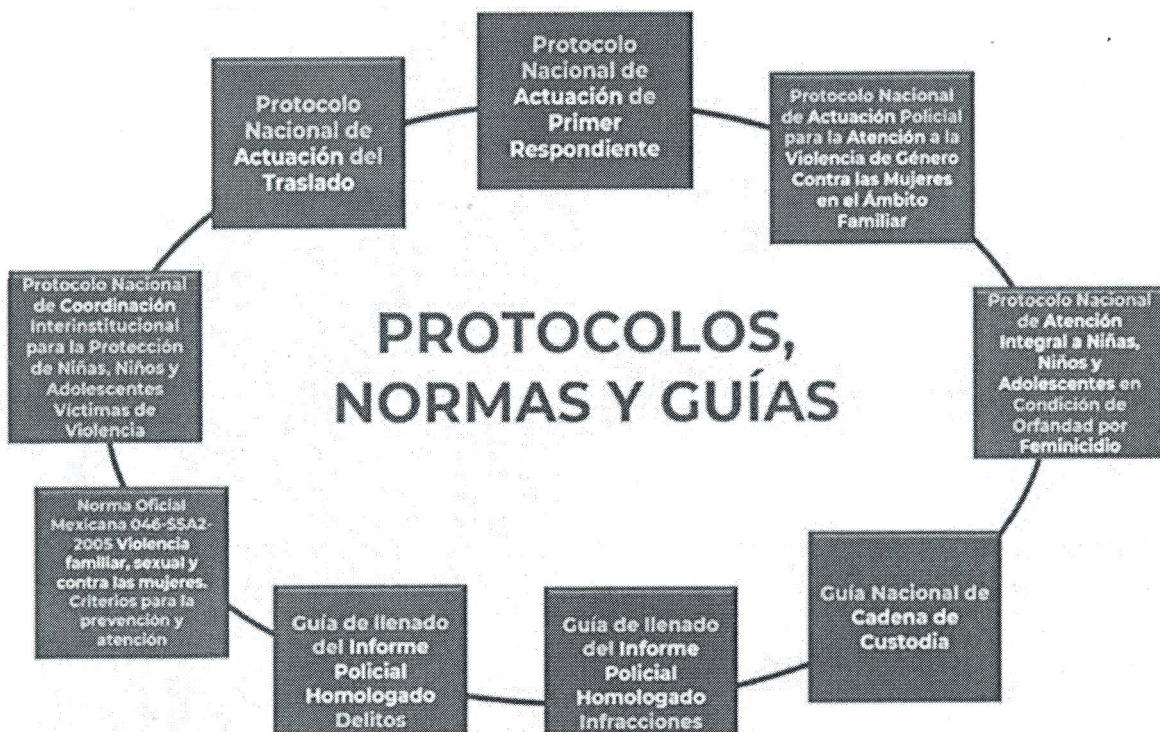 Protocolo
Nacional de
Actuación de
Primer
Respondiente
Protocolo Nacional
de Actuación Policial
para la Atención a la
Violencia de Género
Contra las Mujeres
en el Ámbito
Familiar
Protocolo Nacional
de Atención
Integral a Niñas,
Niños y
Adolescentes en
Condición de
Orfandad por
Feminicidio
Guía Nacional de
Cadena de
Custodia
Guía de llenado
del Informe
Policial
Homologado
Infracciones
Guía de llenado
del Informe
Policial
Homologado
Delitos
Norma Oficial
Mexicana 046-SSA2-
2005 Violencia
familiar, sexual y
contra las mujeres.
Criterios para la
prevención y
atención
Protocolo Nacional
de Coordinación
Interinstitucional
para la Protección
de Niñas, Niños y
Adolescentes
Víctimas de
Violencia
Protocolo
Nacional de
Actuación del
Traslado
PROTOCOLOS,
NORMAS Y GUÍAS